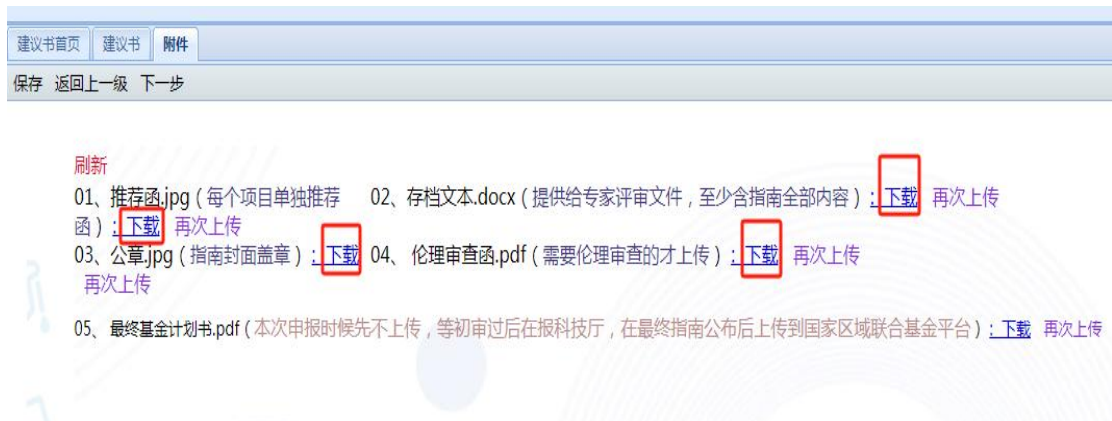 建议书首页 建议书 附件
保存 返回上一级 下一步
刷新
01、推荐函.jpg（每个项目单独推荐 02、存档文本.docx（提供给专家评审文件，至少含指南全部内容）：下载 再次上传
函）：下载 再次上传
03、公章.jpg（指南封面盖章）：下载 04、 伦理审查函.pdf（需要伦理审查的才上传）：下载 再次上传
再次上传
05、 最终基金计划书.pdf（本次申报时候先不上传，等初审过后在报科技厅，在最终指南公布后上传到国家区域联合基金平台）：下载 再次上传